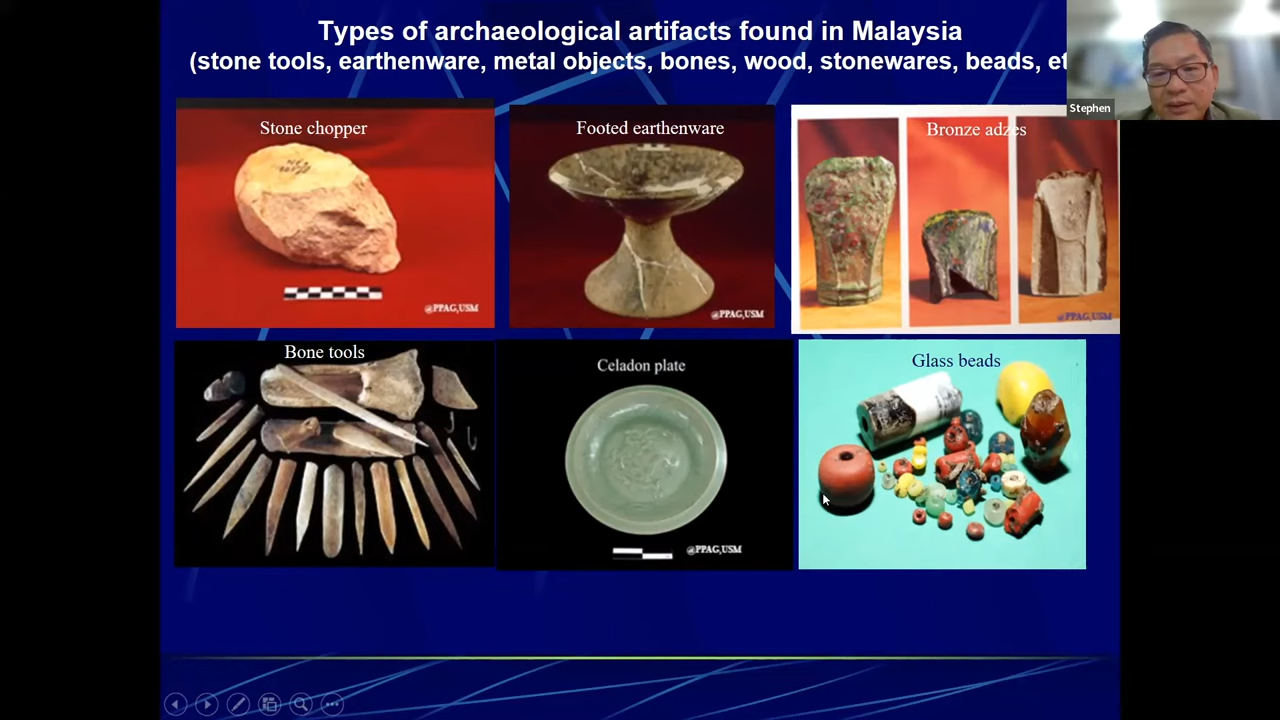 Types of archaeological artifacts found in Malaysia
(stone tools, earthenware, metal objects, bones, wood, stonewares, beads, et
Stephen
Stone chopper
Footed earthenware
Bronze adzes
@PPAG,USM
@PPAG,USM
@PPAG,USM
Bone tools
Celadon plate
Glass beads
@PPAG,USM